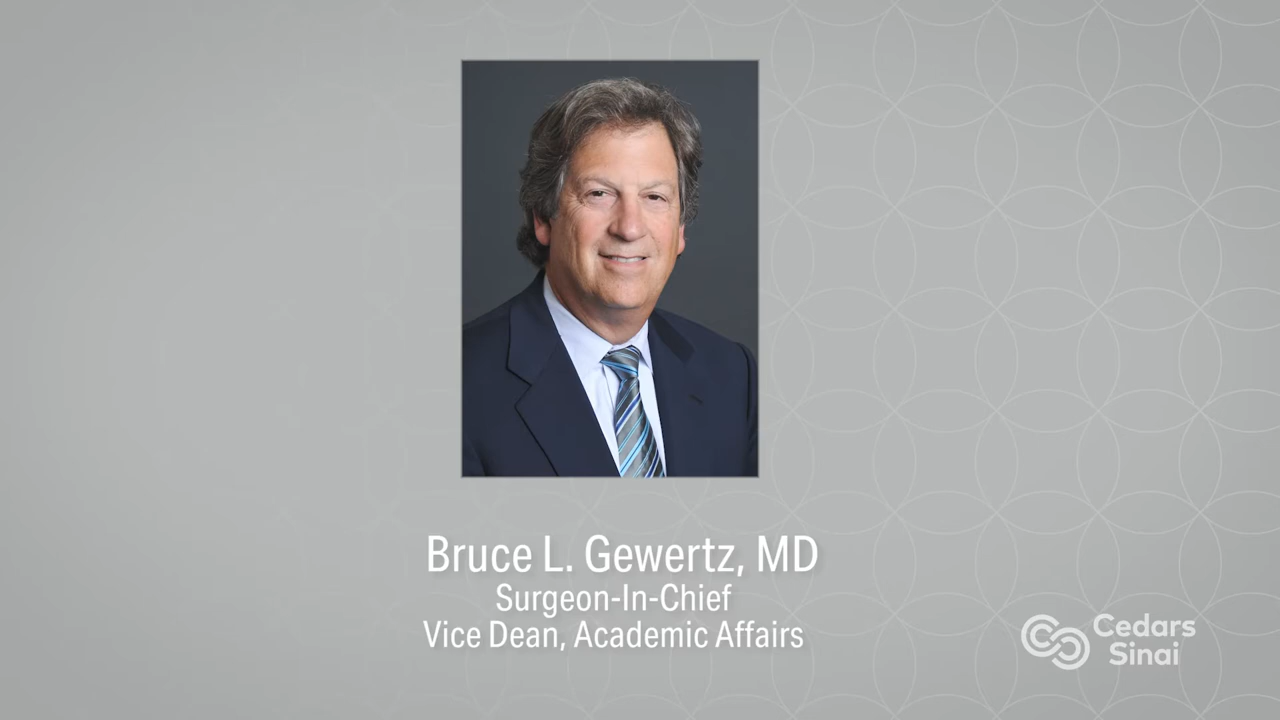 Bruce L. Gewertz, MD
Surgeon-In-Chief
Vice Dean, Academic Affairs
Cedars
Sinai